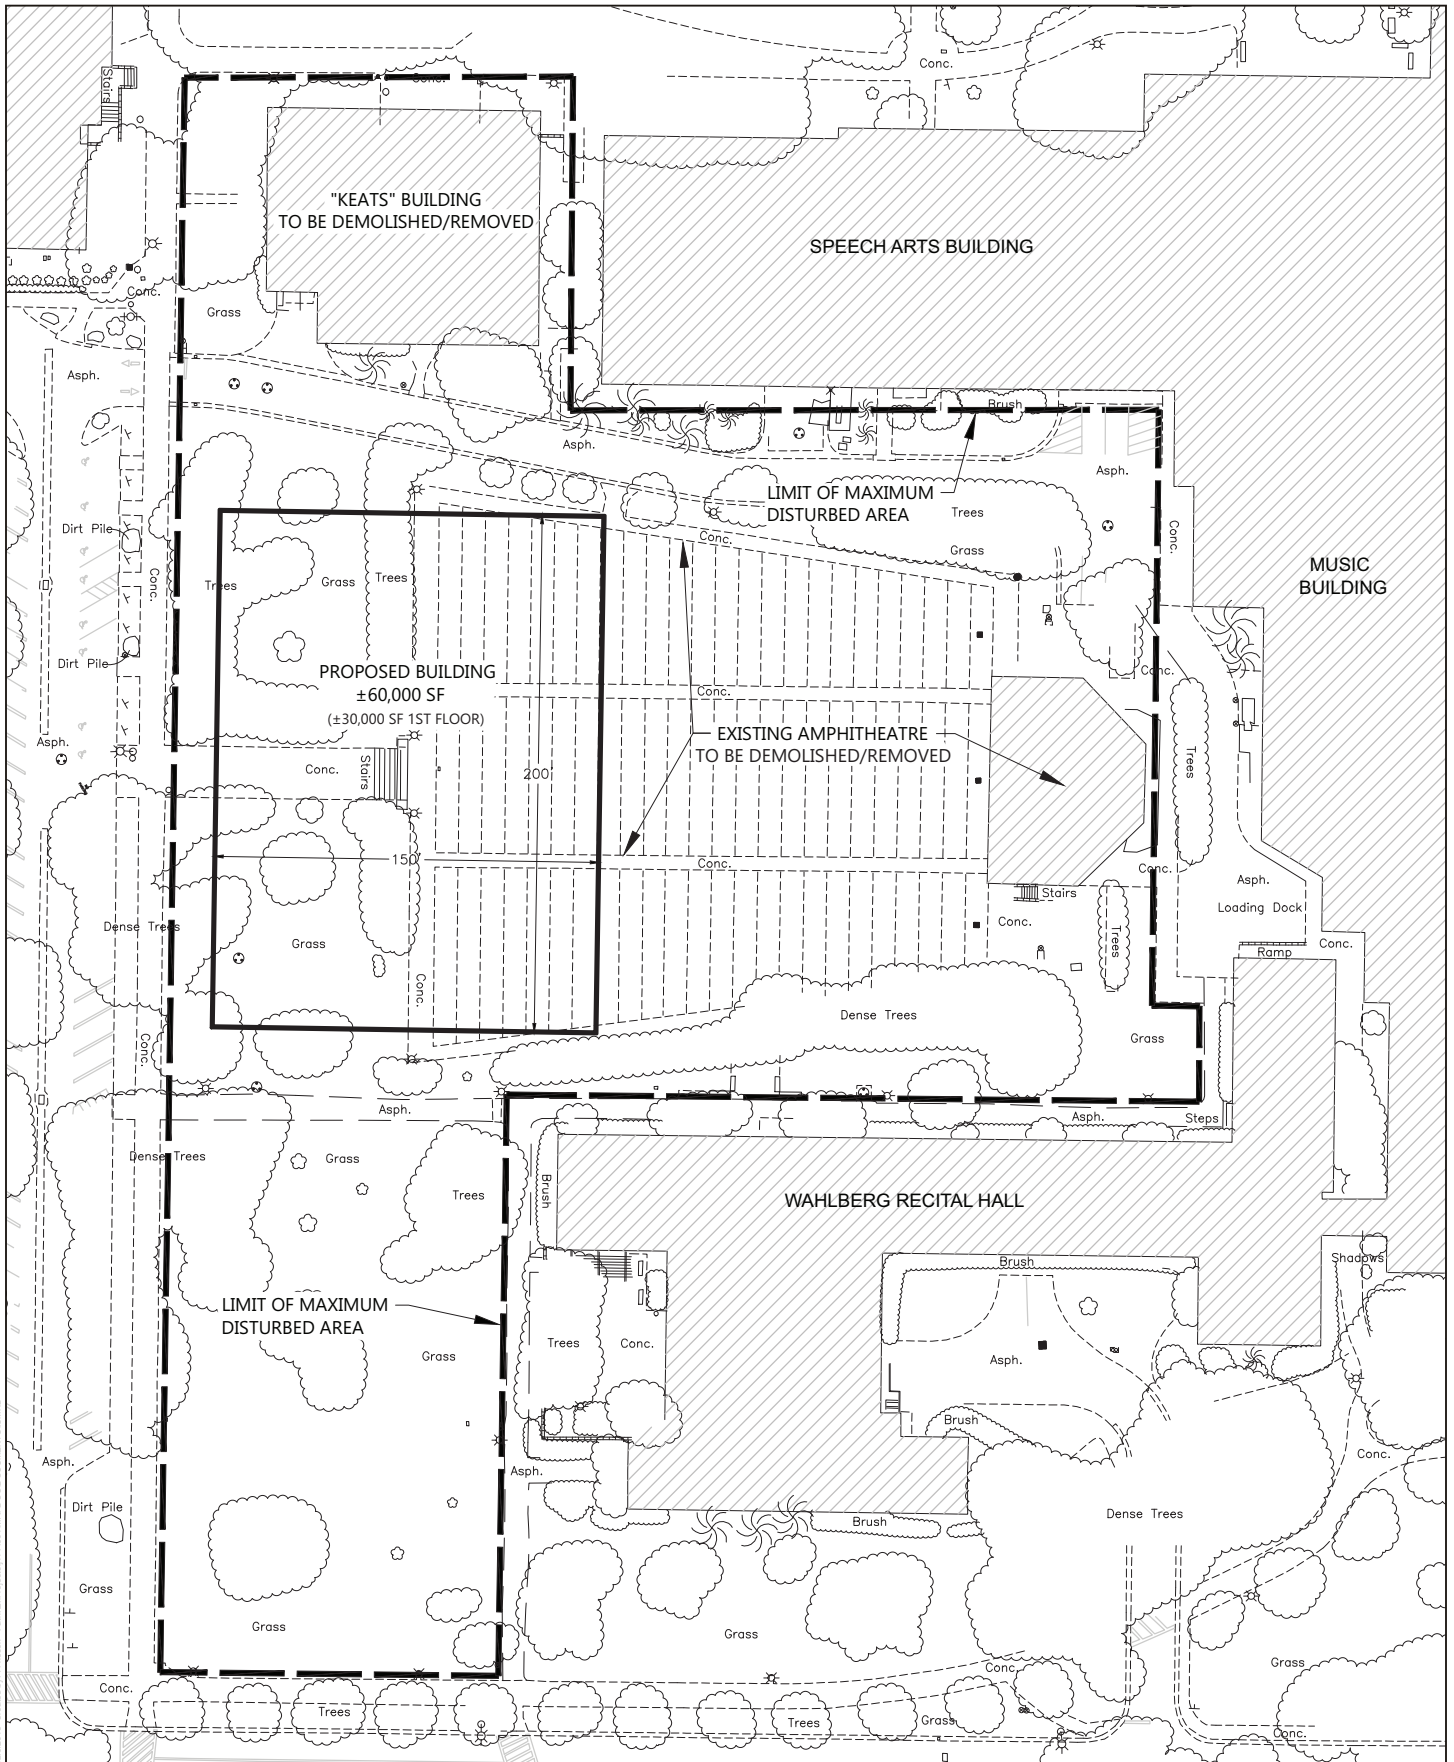 Conc.
Conc.
Stairs
"KEATS" BUILDING
TO BE DEMOLISHED/REMOVED
SPEECH ARTS BUILDING
Conc.
Grass
Asph.
Brush
Asph.
Asph.
LIMIT OF MAXIMUM
DISTURBED AREA
Trees
Dirt Pile
Conc.
Conc.
Grass
MUSIC
BUILDING
Conc.
Trees
Grass
Trees
Dirt Pile
PROPOSED BUILDING
±60,000 SF
(±30,000 SF 1ST FLOOR)
Conc.
Conc.
EXISTING AMPHITHEATRE
TO BE DEMOLISHED/REMOVED
Asph.
Conc.
Stairs
200'
Trees
150'
Conc.
Conc.
Asph.
Stairs
Loading Dock
Conc.
Dense Trees
Grass
Trees
Conc.
Ramp
Conc.
Dense Trees
Grass
Conc.
Asph.
Asph.
Steps
Dense Trees
Grass
Trees
Brush
WAHLBERG RECITAL HALL
Brush
Shadows
LIMIT OF MAXIMUM
DISTURBED AREA
Trees
Conc.
Grass
Asph.
Brush
Asph.
Asph.
Conc.
Dirt Pile
Brush
Dense Trees
Grass
Grass
Grass
Conc.
Grass
Conc.
Trees
Trees
Grass
Conc.